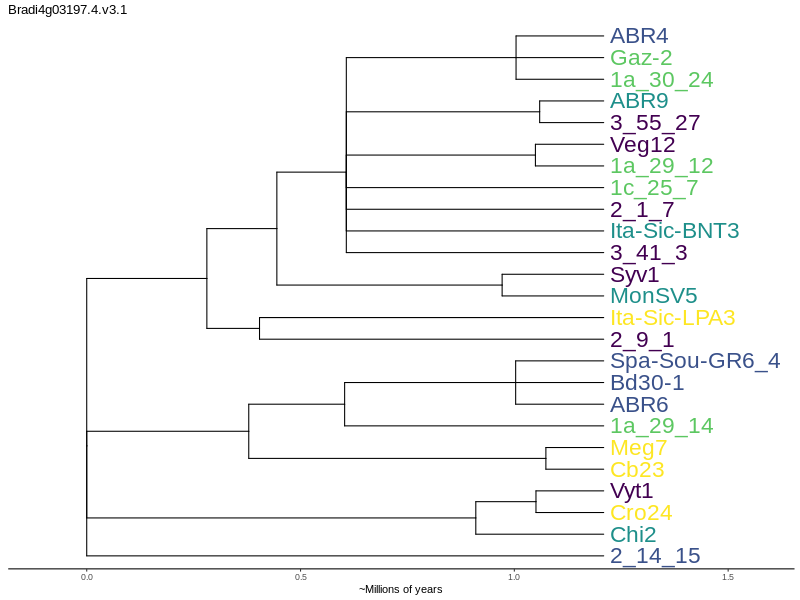 Bradi4g03197.4.v3.1
ABR4
Gaz-2
1a_30_24
ABR9
3_55_27
Veg12
1a_29_12
1c_25_7
2_1_7
Ita-Sic-BNT3
3_41_3
Syv1
MonSV5
Ita-Sic-LPA3
2_9_1
Spa-Sou-GR6_4
Bd30-1
ABR6
1a_29_14
Meg7
Cb23
Vyt1
Cro24
Chi2
2_14_15
0.0 0.5 1.0 1.5
~Millions of years